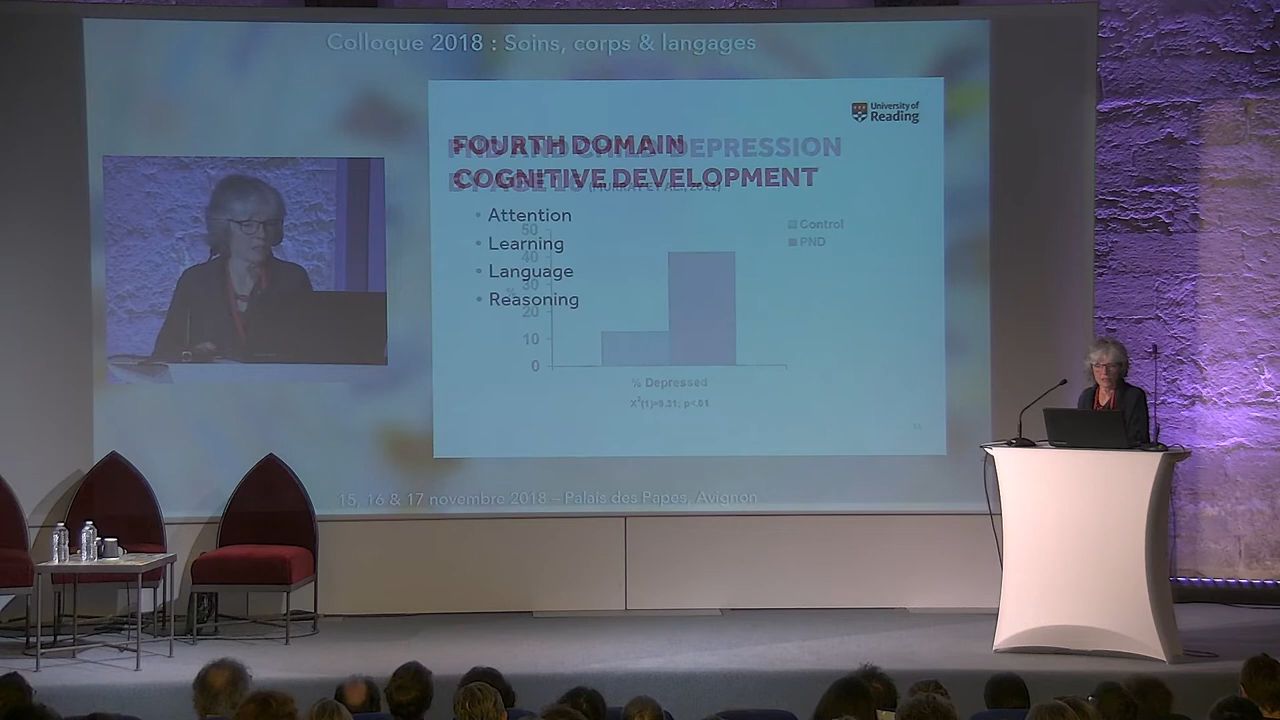 Colloque 2018 : Soins, corps & langages
University of
Reading
FOURTH DOMAIN
COGNITIVE DEVELOPMENT
• Attention
• Learning
• Language
• Reasoning
DEPRESSION
50
40
30
20
10
0
Control
PND
% Depressed
15, 16 & 17 novembre 2018 – Palais des Papes, Avignon